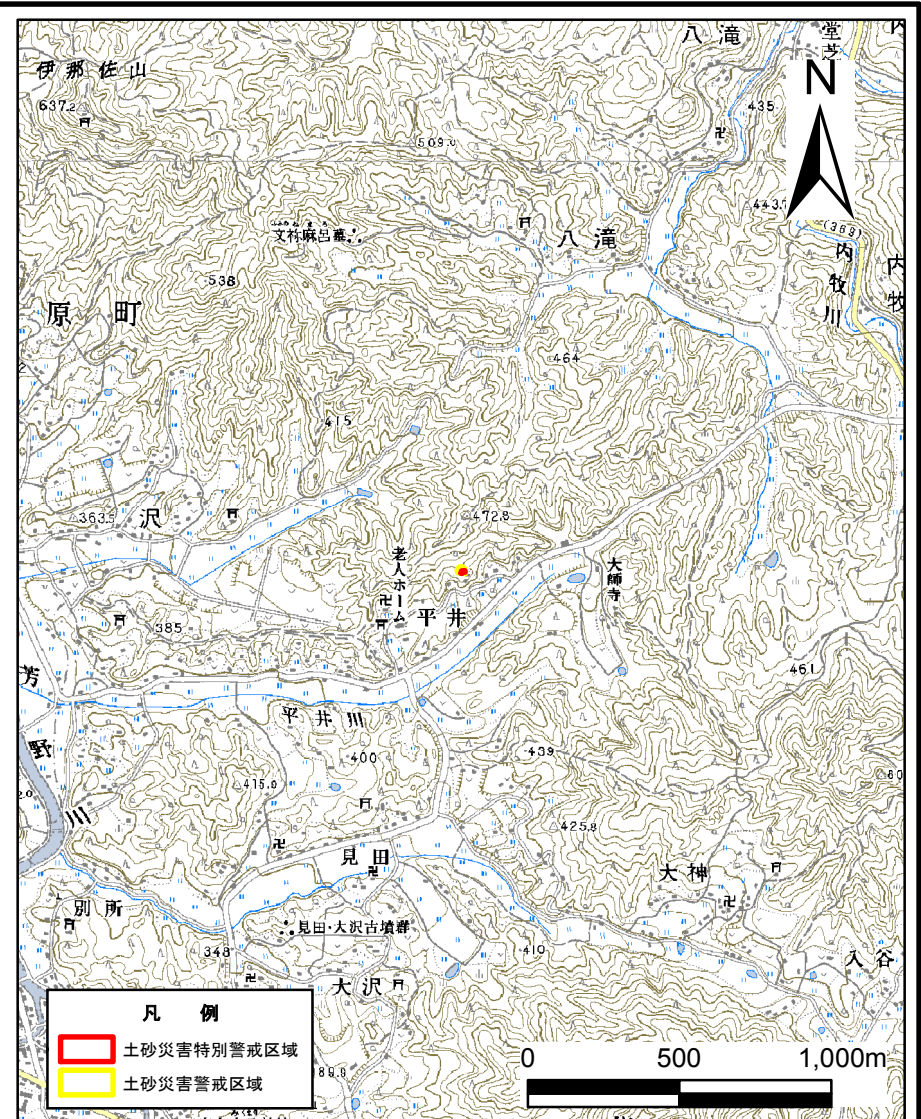 八滝
伊那佐山
637.2
435
N
509.0
443.7
文祢麻呂墓
八滝
(369)
内牧川
内牧
538
原町
464
415
363.5
沢
472.8
老人ホーム
大師寺
平井
385
461
芳野川
平井川
439
400
415.9
425.8
見田
大神
別所
見田・大沢古墳群
348
410
入谷
大沢
凡 例
土砂災害特別警戒区域
土砂災害警戒区域
0 500 1,000m